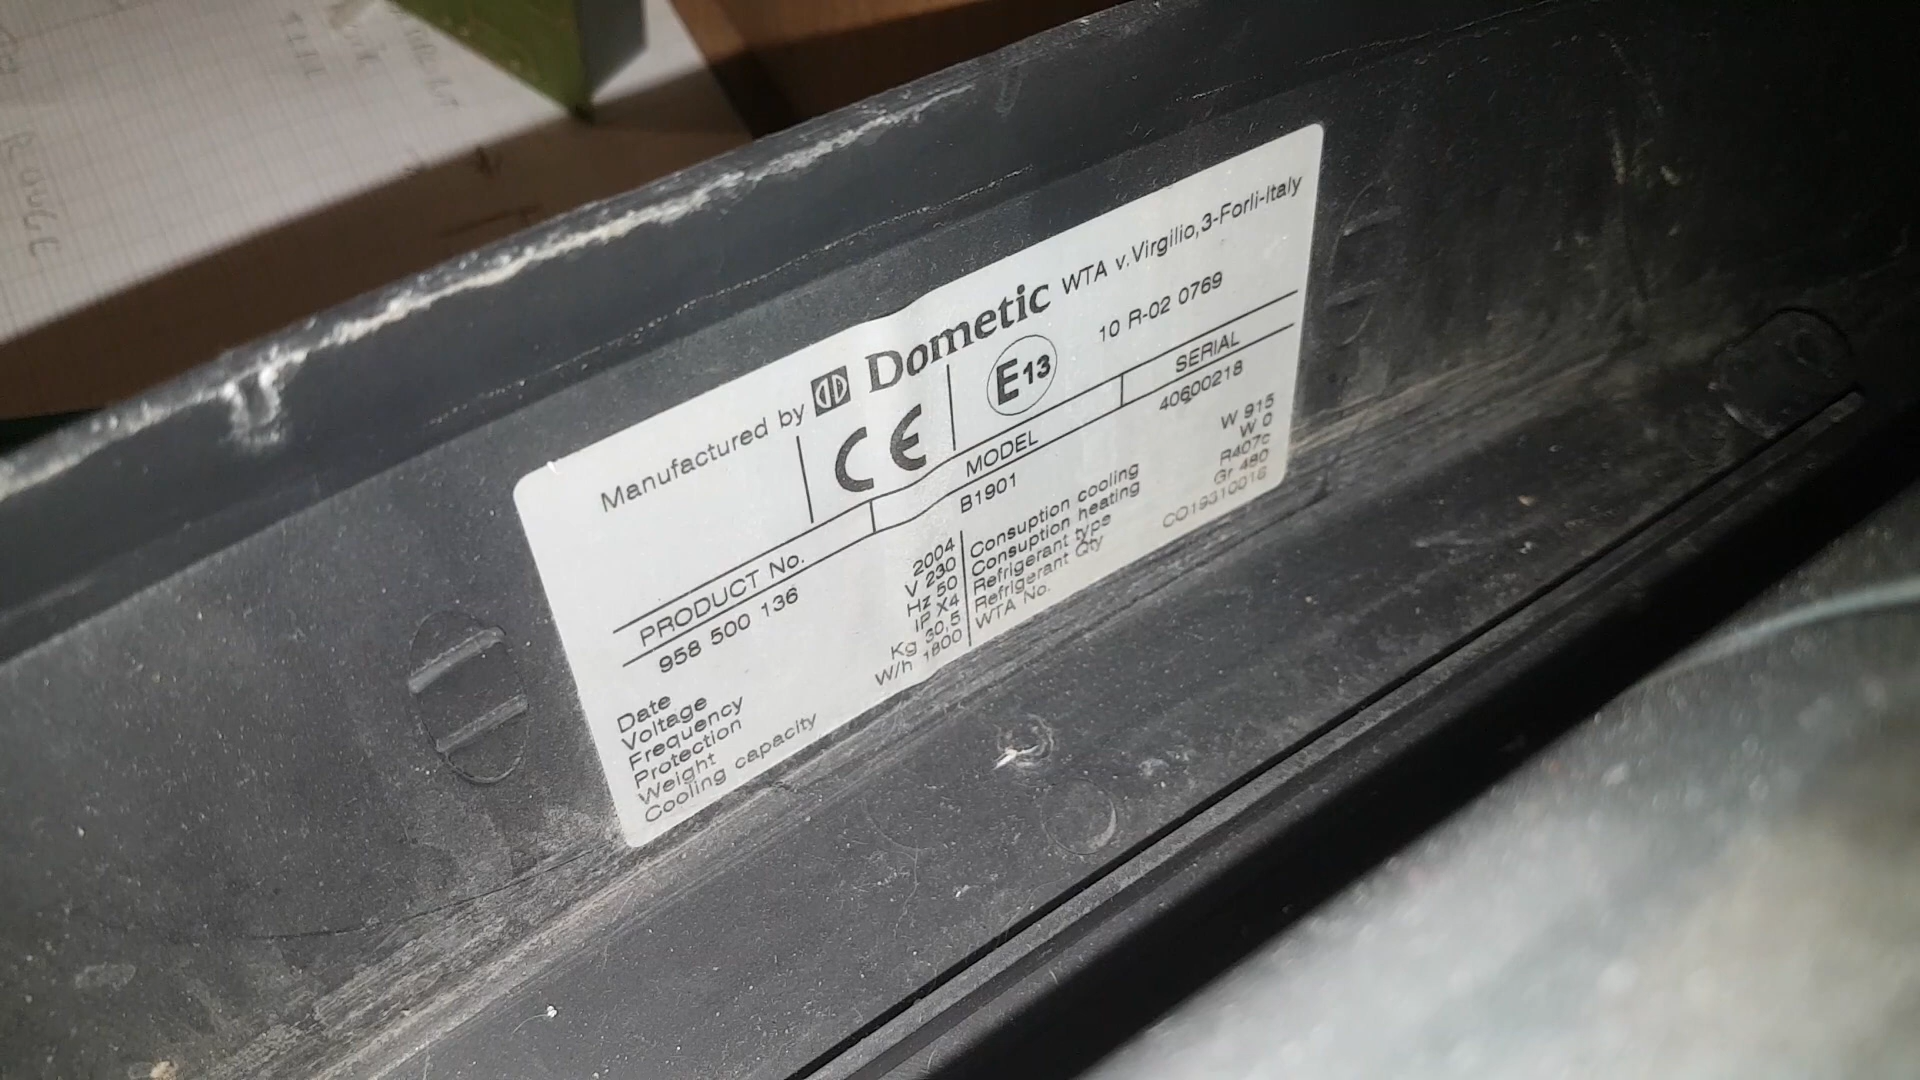 ROUGE
Manufactured by Dometic WTA v.Virgilio,3-Forli-Italy
CE E13 10 R-02 0769
PRODUCT No. MODEL SERIAL
958 500 136 B1901 40600218
Date 2004 Consuption cooling W 915
Voltage V 230 Consuption heating W 0
Frequency Hz 50 Refrigerant type R407c
Protection IP X4 Refrigerant Qty Gr 480
Weight Kg 30,5 WTA No. CO19310016
Cooling capacity W/h 1800